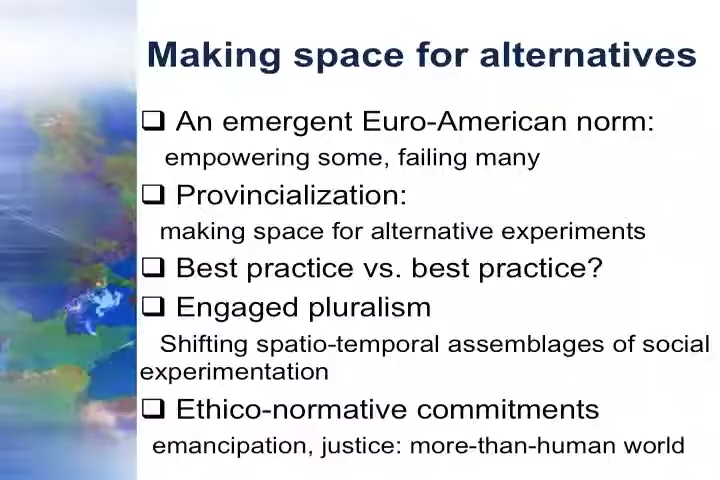 Making space for alternatives
❑ An emergent Euro-American norm:
empowering some, failing many
❑ Provincialization:
making space for alternative experiments
❑ Best practice vs. best practice?
❑ Engaged pluralism
Shifting spatio-temporal assemblages of social
experimentation
❑ Ethico-normative commitments
emancipation, justice: more-than-human world